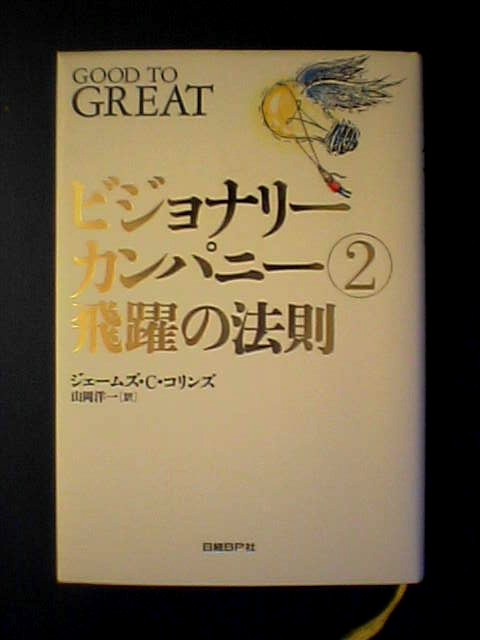 GOOD TO
GREAT
ビジョナリー
カンパニー②
飛躍の法則
ジェームズ・C・コリンズ
山岡洋一[訳]
日経BP社